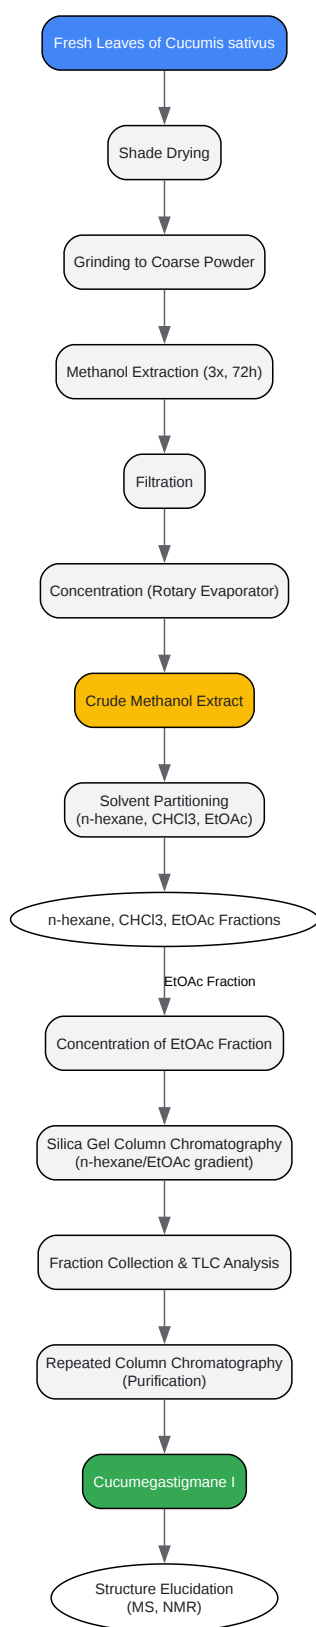 Fresh Leaves of Cucumis sativus
Shade Drying
Grinding to Coarse Powder
Methanol Extraction (3x, 72h)
Filtration
Concentration (Rotary Evaporator)
Crude Methanol Extract
Solvent Partitioning
(n-hexane, CHCl3, EtOAc)
n-hexane, CHCl3, EtOAc Fractions
EtOAc Fraction
Concentration of EtOAc Fraction
Silica Gel Column Chromatography
(n-hexane/EtOAc gradient)
Fraction Collection & TLC Analysis
Repeated Column Chromatography
(Purification)
Cucumegastigmane I
Structure Elucidation
(MS, NMR)